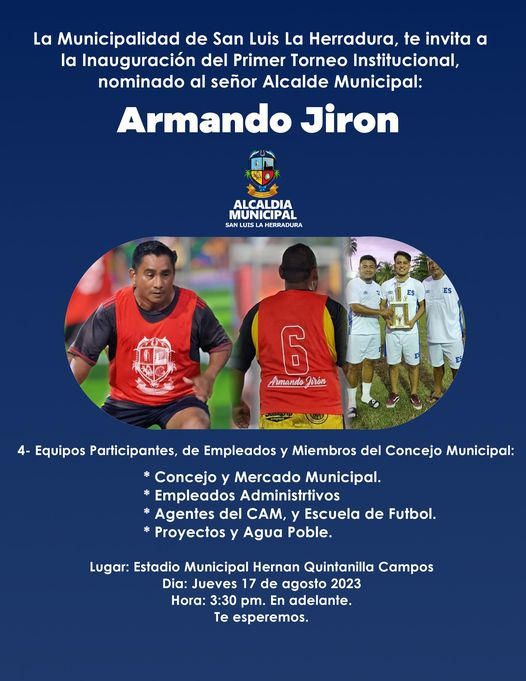 La Municipalidad de San Luis La Herradura, te invita a
la Inauguración del Primer Torneo Institucional,
nominado al señor Alcalde Municipal:
Armando Jiron
ALCALDIA
MUNICIPAL
SAN LUIS LA HERRADURA
6
Armando Jirón
ES
ES
4- Equipos Participantes, de Empleados y Miembros del Concejo Municipal:
* Concejo y Mercado Municipal.
* Empleados Administrtivos
* Agentes del CAM, y Escuela de Futbol.
* Proyectos y Agua Poble.
Lugar: Estadio Municipal Hernan Quintanilla Campos
Dia: Jueves 17 de agosto 2023
Hora: 3:30 pm. En adelante.
Te esperemos.